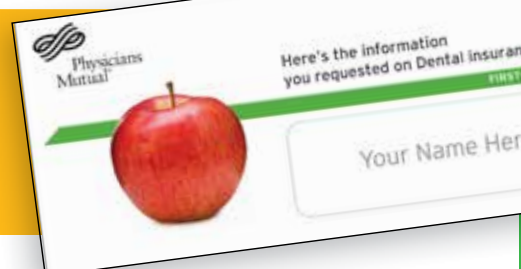 Physicians
Mutual
Here's the information
you requested on Dental insuran
FIRST
Your Name Her